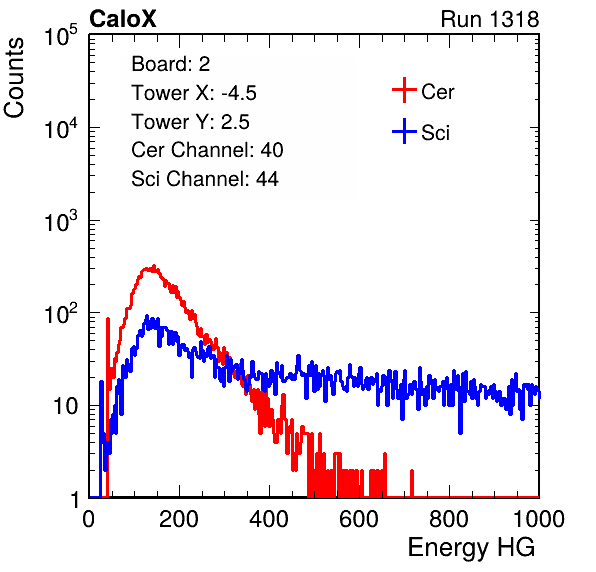 CaloX Run 1318
Counts
Board: 2
Tower X: -4.5
Tower Y: 2.5
Cer Channel: 40
Sci Channel: 44
Cer
Sci
10^5
10^4
10^3
10^2
10
1
0 200 400 600 800 1000
Energy HG